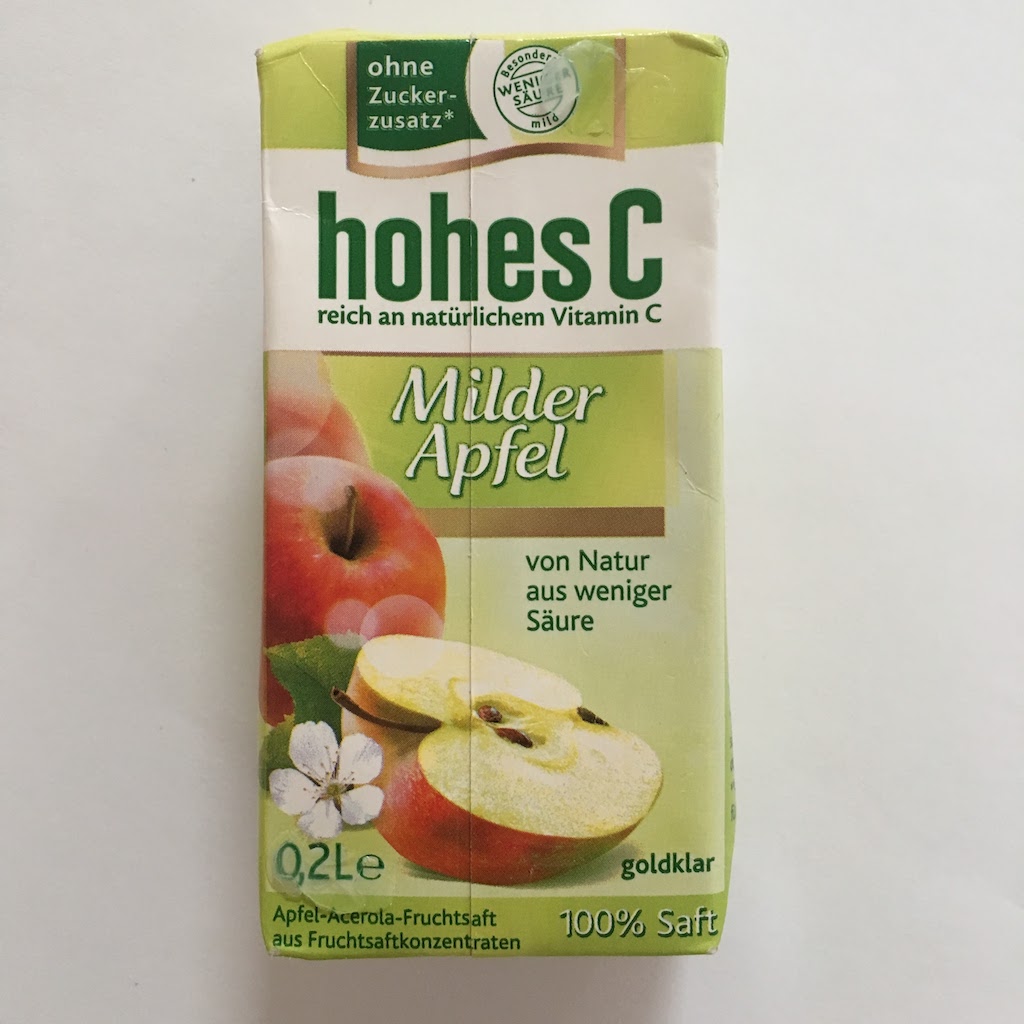 ohne
Zucker-
zusatz*
Besonder
WENIGER
SÄURE
mild
hohes C
reich an natürlichem Vitamin C
Milder
Apfel
von Natur
aus weniger
Säure
0,2L℮
goldklar
Apfel-Acerola-Fruchtsaft
aus Fruchtsaftkonzentraten
100% Saft